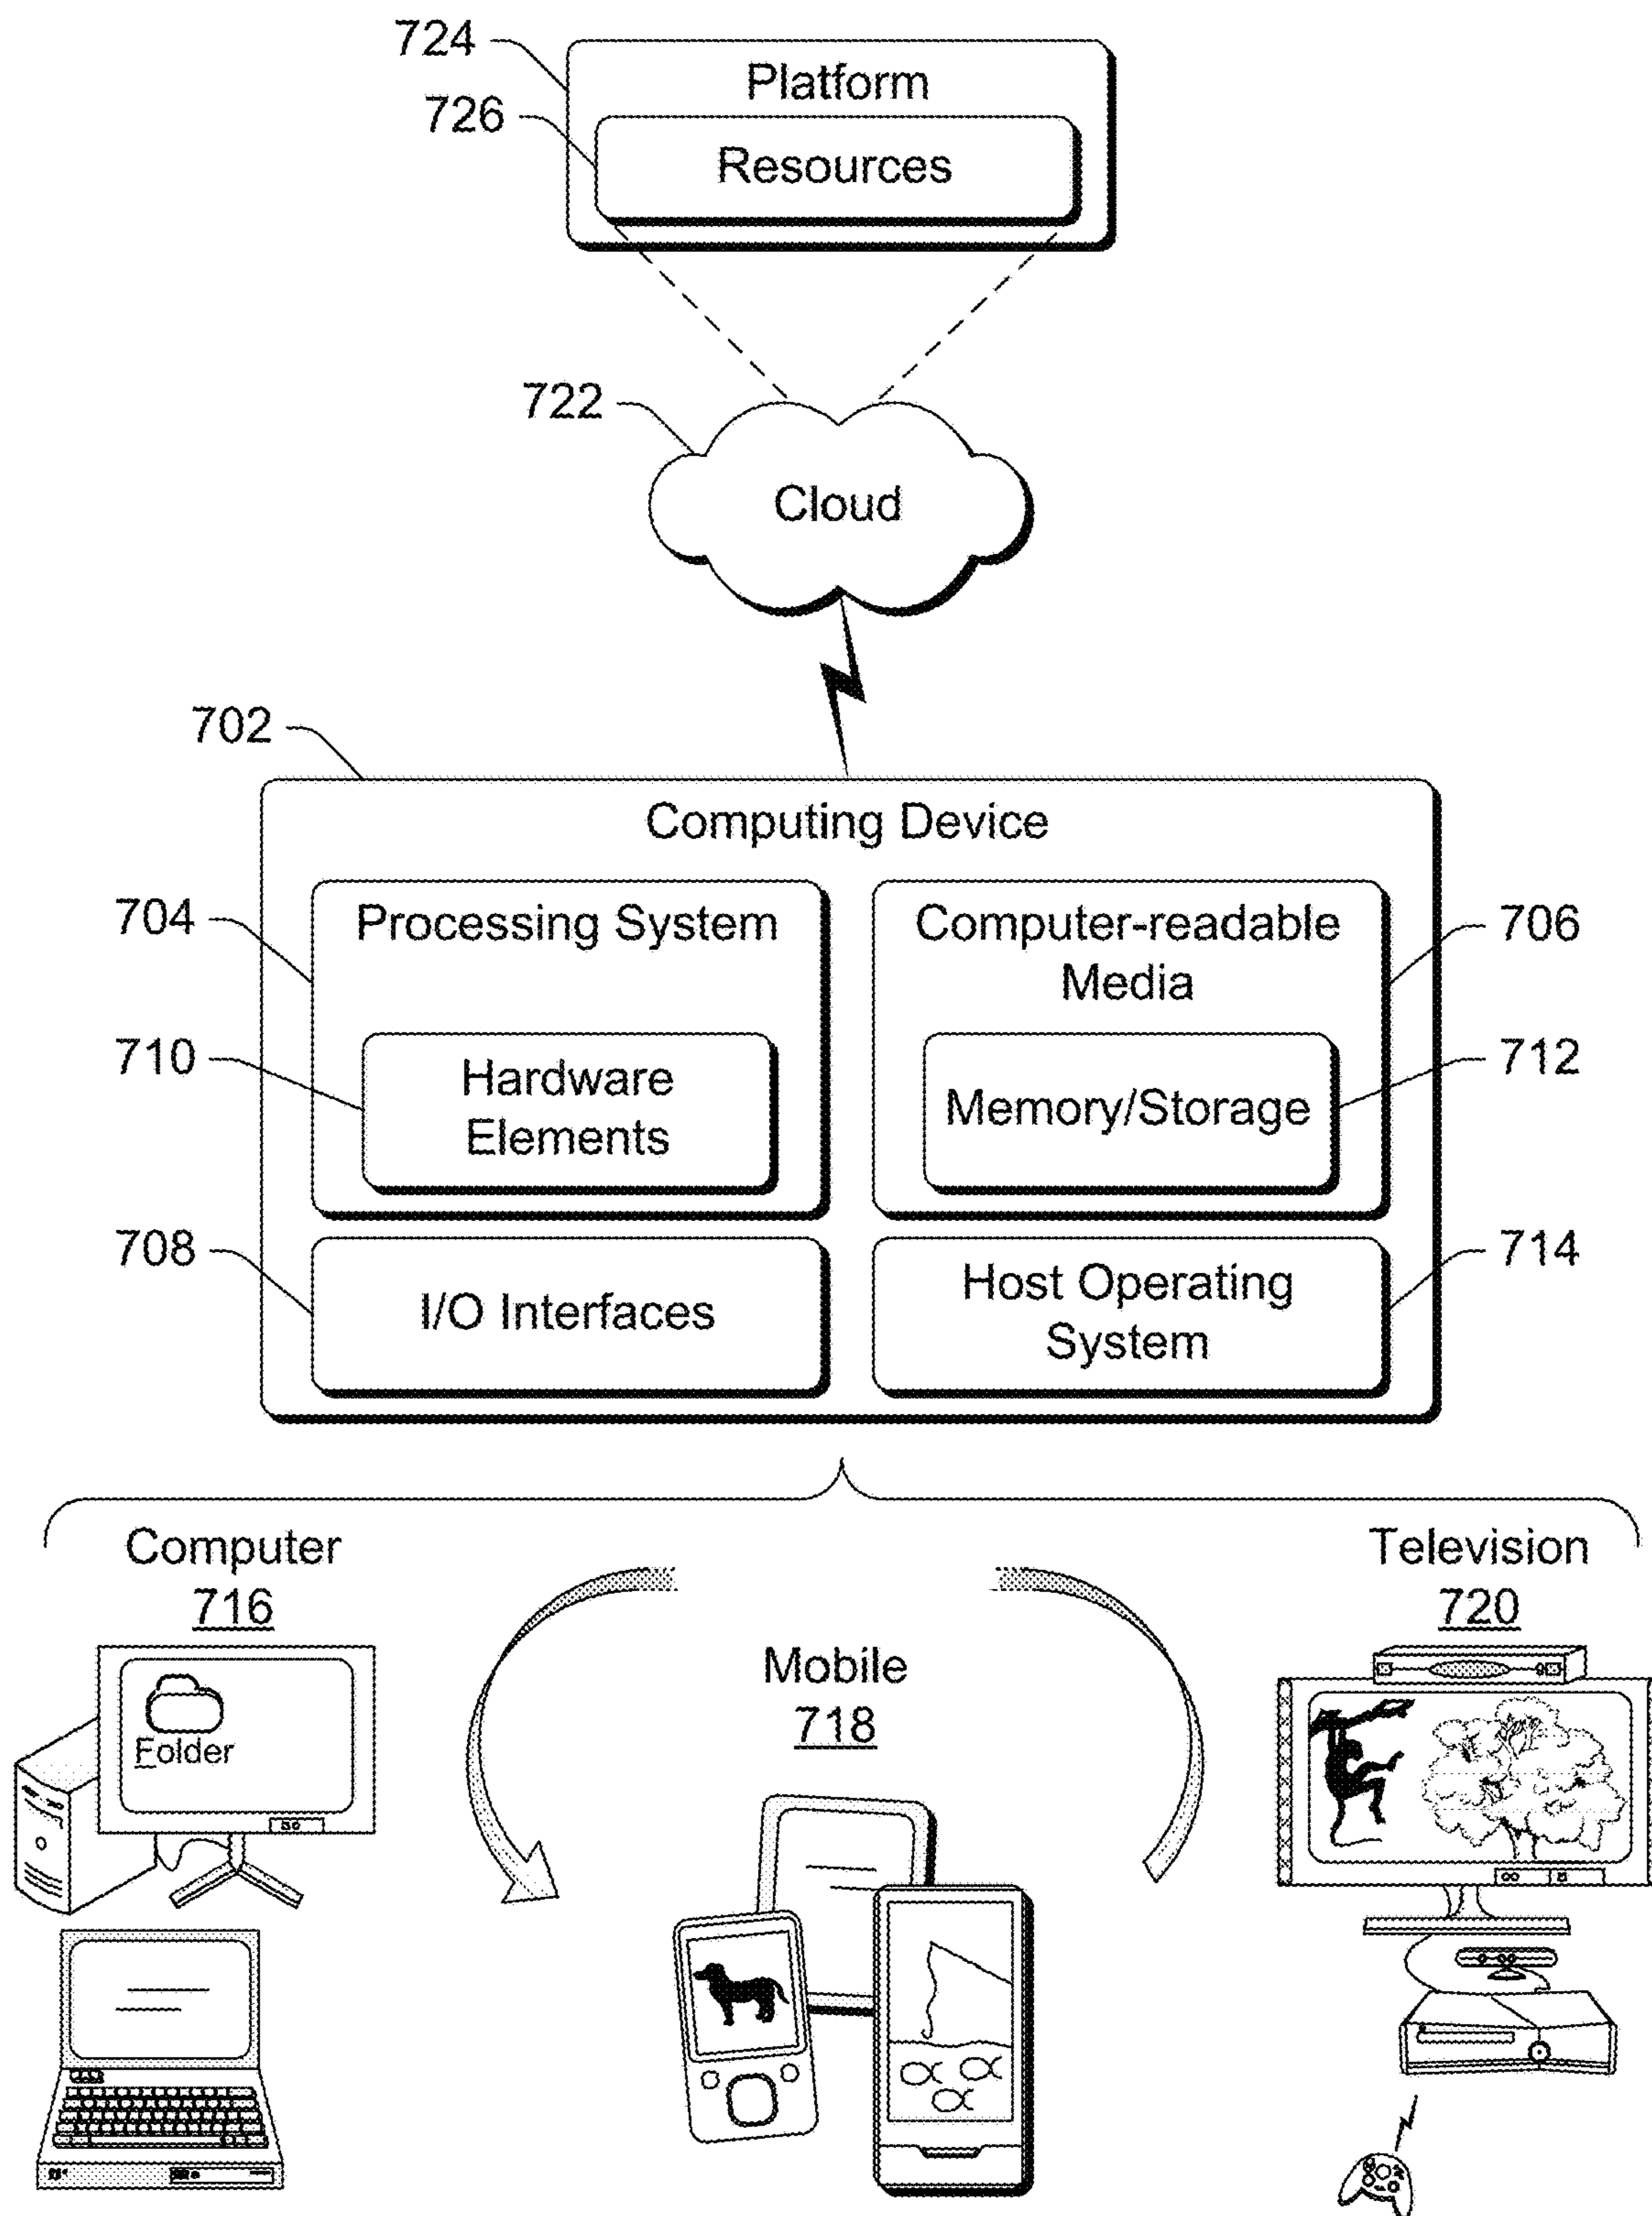 724
Platform
726
Resources
722
Cloud
702
Computing Device
704
Processing System
Computer-readable
Media
706
710
Hardware
Elements
Memory/Storage
712
708
I/O Interfaces
Host Operating
System
714
Computer
716
Television
720
Mobile
718
Folder